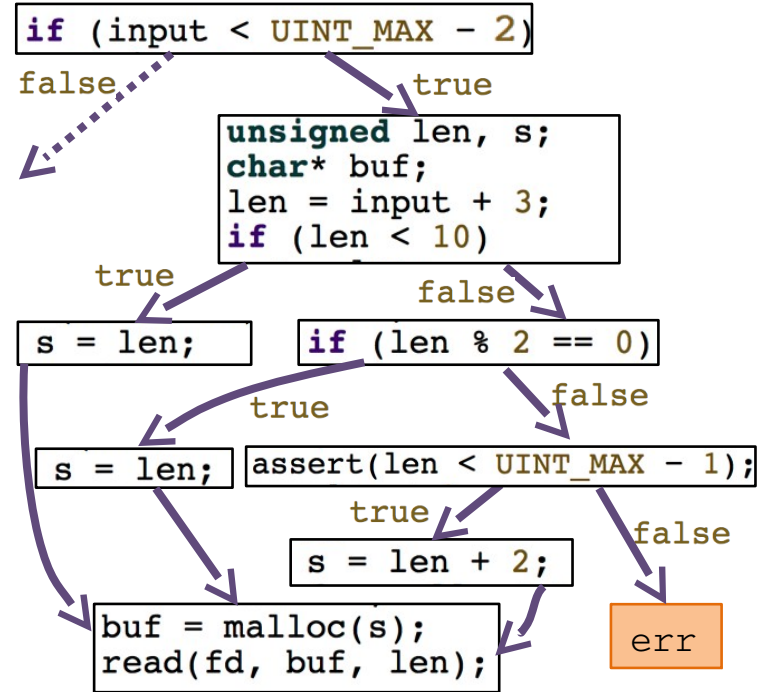 if (input < UINT_MAX - 2)
false
true
unsigned len, s;
char* buf;
len = input + 3;
if (len < 10)
true
false
s = len;
if (len % 2 == 0)
true
false
s = len;
assert(len < UINT_MAX - 1);
true
false
s = len + 2;
buf = malloc(s);
read(fd, buf, len);
err